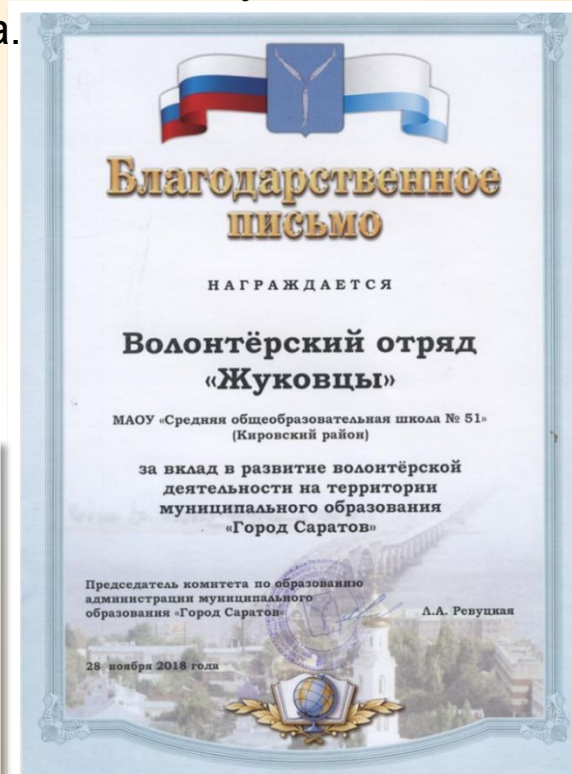 а.
Благодарственное
письмо
НАГРАЖДАЕТСЯ
Волонтёрский отряд
«Жуковцы»
МАОУ «Средняя общеобразовательная школа № 51»
(Кировский район)
за вклад в развитие волонтёрской
деятельности на территории
муниципального образования
«Город Саратов»
Председатель комитета по образованию
администрации муниципального
образования «Город Саратов»
Л.А. Ревуцкая
28 ноября 2018 года